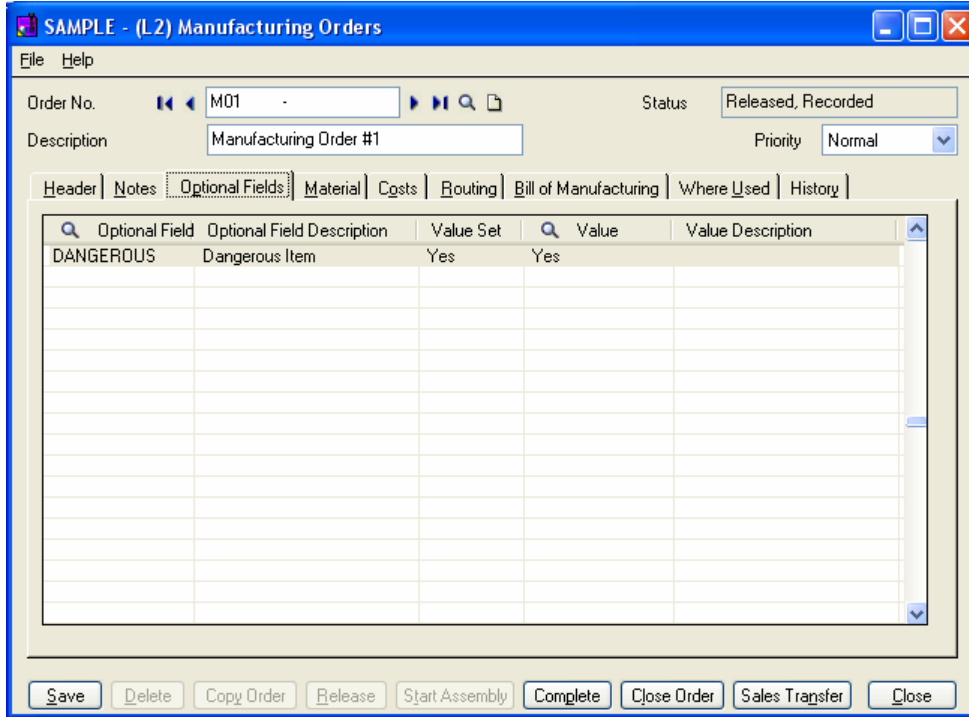 SAMPLE - (L2) Manufacturing Orders
File Help
Order No. M01 - Status Released, Recorded
Description Manufacturing Order #1 Priority Normal
Header Notes Optional Fields Material Costs Routing Bill of Manufacturing Where Used History
Optional Field Optional Field Description Value Set Value Value Description
DANGEROUS Dangerous Item Yes Yes
Save Delete Copy Order Release Start Assembly Complete Close Order Sales Transfer Close